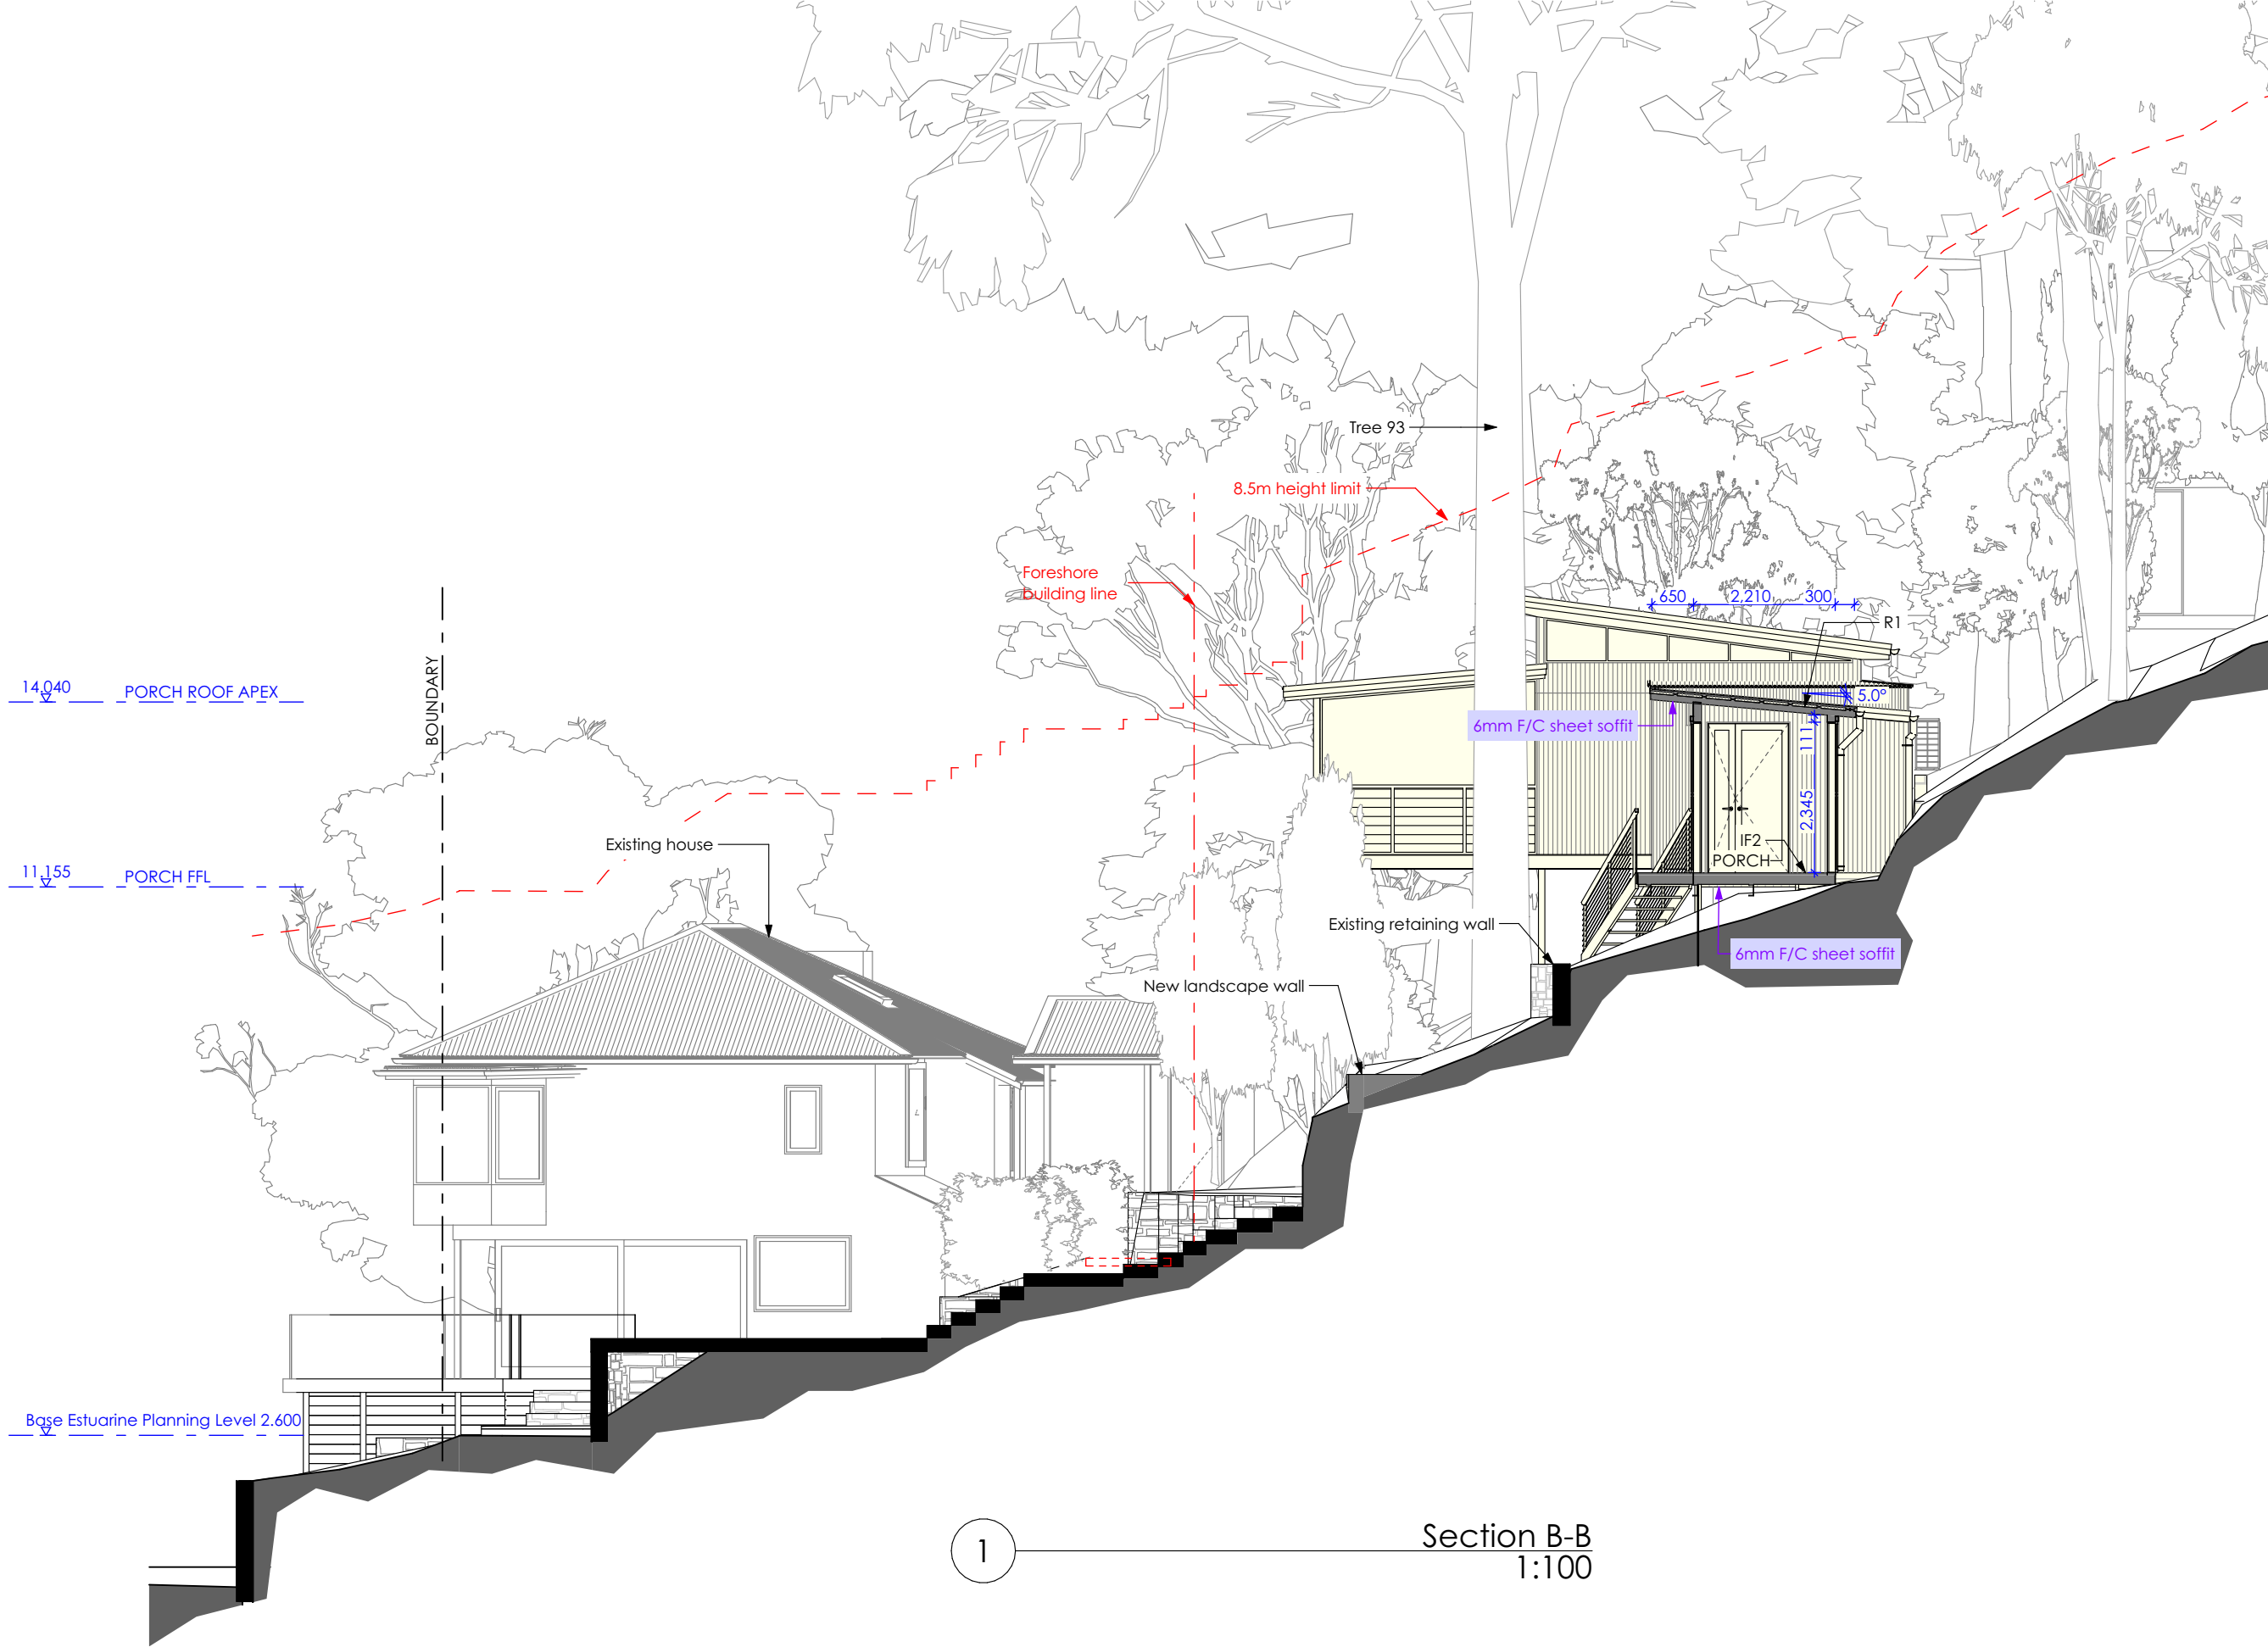 Tree 93
8.5m height limit
Foreshore
building line
650
2,210
300
R1
BOUNDARY
14.040
PORCH ROOF APEX
5.0°
6mm F/C sheet soffit
111
2,345
Existing house
IF2
PORCH
11.155
PORCH FFL
Existing retaining wall
6mm F/C sheet soffit
New landscape wall
Base Estuarine Planning Level 2.600
1
Section B-B
1:100